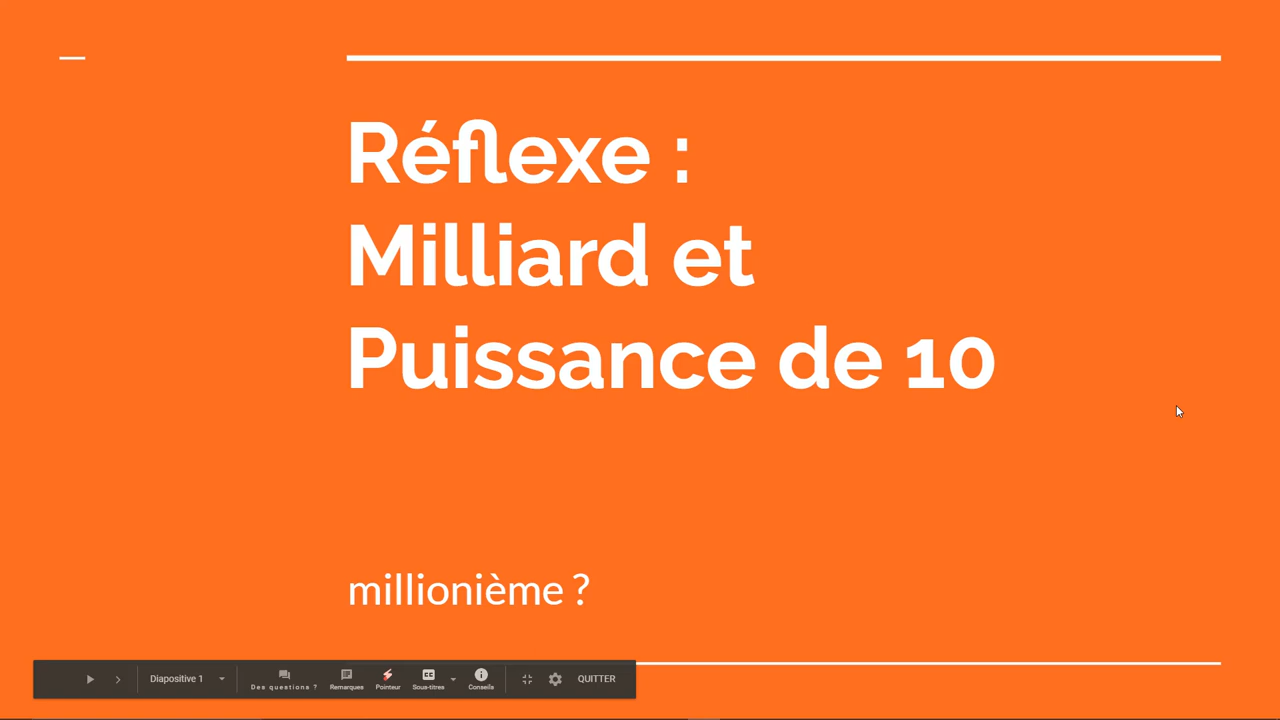 Réflexe :
Milliard et
Puissance de 10
millionième ?
Diapositive 1
Des questions ?
Remarques
Pointeur
Sous-titres
Conseils
QUITTER